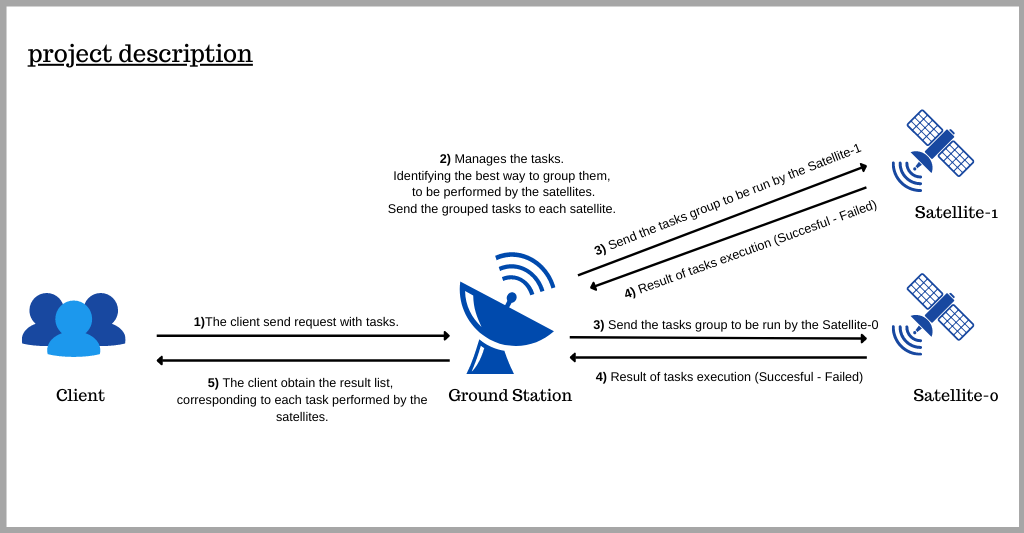 project description
2) Manages the tasks.
Identifying the best way to group them,
to be performed by the satellites.
Send the grouped tasks to each satellite.
3) Send the tasks group to be run by the Satellite-1
4) Result of tasks execution (Succesful - Failed)
Satellite-1
1)The client send request with tasks.
5) The client obtain the result list,
corresponding to each task performed by the
satellites.
3) Send the tasks group to be run by the Satellite-0
4) Result of tasks execution (Succesful - Failed)
Client
Ground Station
Satellite-0